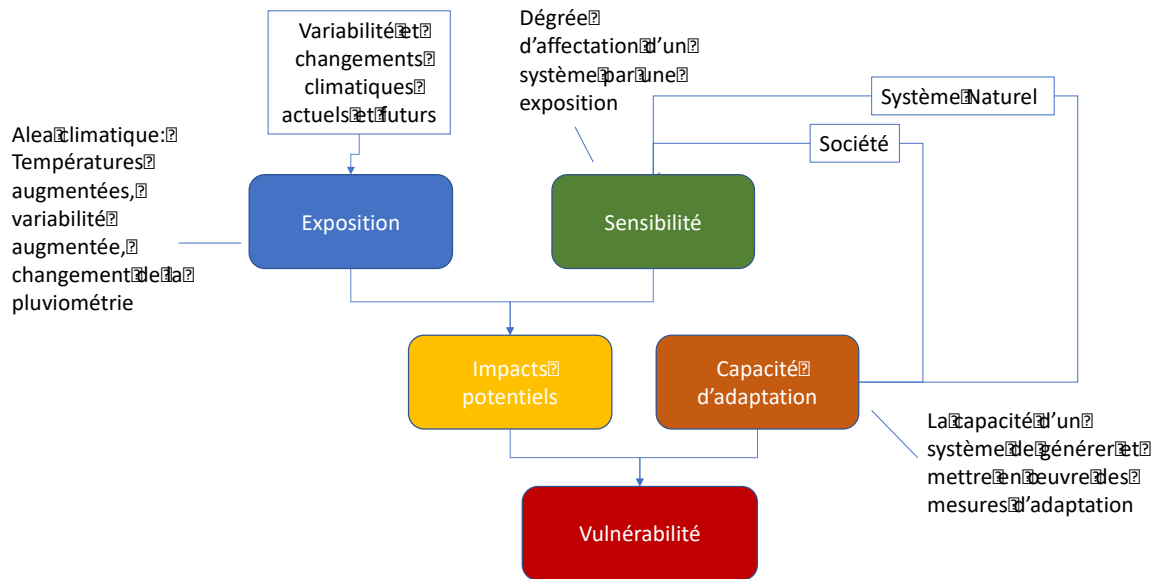 Variabilité et
changements
climatiques
actuels et futurs
Dégrée
d'affectation d'un
système par une
exposition
Système Naturel
Société
Alea climatique:
Températures
augmentées,
variabilité
augmentée,
changement de la
pluviométrie
Exposition
Sensibilité
Impacts
potentiels
Capacité
d'adaptation
La capacité d'un
système de générer et
mettre en œuvre des
mesures d'adaptation
Vulnérabilité